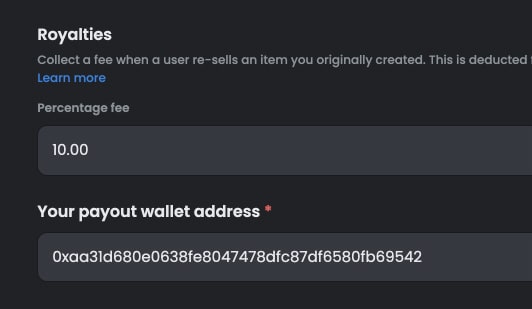 Royalties
Collect a fee when a user re-sells an item you originally created. This is deducted
Learn more
Percentage fee
10.00
Your payout wallet address *
0xaa31d680e0638fe8047478dfc87df6580fb69542